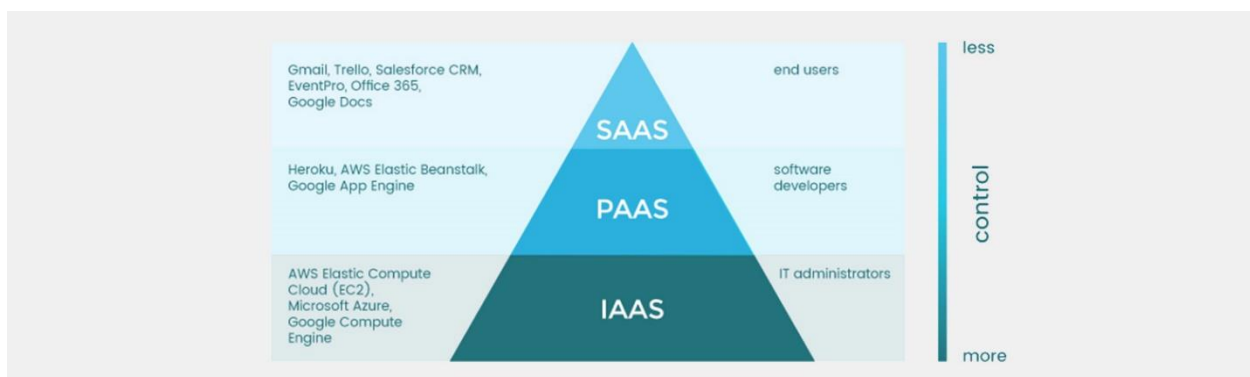 Gmail, Trello, Salesforce CRM,
EventPro, Office 365,
Google Docs
SAAS
end users
Heroku, AWS Elastic Beanstalk,
Google App Engine
PAAS
software
developers
AWS Elastic Compute
Cloud (EC2),
Microsoft Azure,
Google Compute
Engine
IAAS
IT administrators
less
control
more